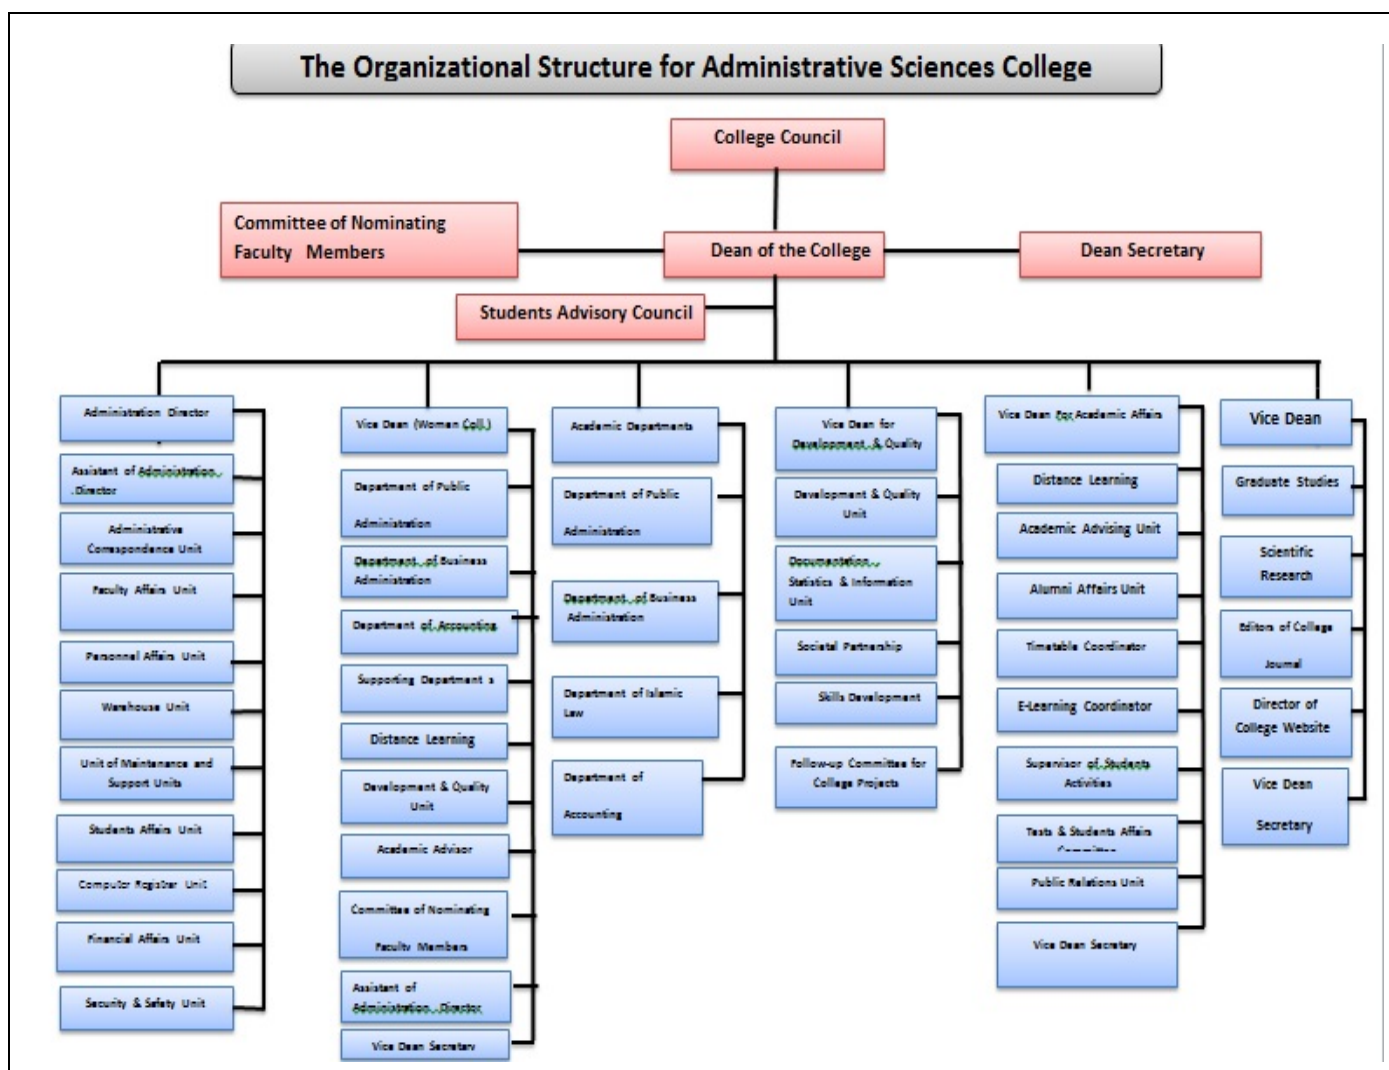 The Organizational Structure for Administrative Sciences College
College Council
Committee of Nominating
Faculty Members
Dean of the College
Dean Secretary
Students Advisory Council
Administration Director
Assistant of Administration
Director
Administrative
Correspondence Unit
Faculty Affairs Unit
Personnel Affairs Unit
Warehouse Unit
Unit of Maintenance and
Support Units
Students Affairs Unit
Computer Registrar Unit
Financial Affairs Unit
Security & Safety Unit
Vice Dean (Women Coll.)
Department of Public
Administration
Department of Business
Administration
Department of Accounting
Supporting Department s
Distance Learning
Development & Quality
Unit
Academic Advisor
Committee of Nominating
Faculty Members
Assistant of
Administration Director
Vice Dean Secretary
Academic Departments
Department of Public
Administration
Department of Business
Administration
Department of Islamic
Law
Department of
Accounting
Vice Dean for
Development & Quality
Development & Quality
Unit
Documentation
Statistics & Information
Unit
Societal Partnership
Skills Development
Follow-up Committee for
College Projects
Vice Dean For Academic Affairs
Distance Learning
Academic Advising Unit
Alumni Affairs Unit
Timetable Coordinator
E-Learning Coordinator
Supervisor of Students
Activities
Tests & Students Affairs
Committee
Public Relations Unit
Vice Dean Secretary
Vice Dean
Graduate Studies
Scientific
Research
Editors of College
Journal
Director of
College Website
Vice Dean
Secretary